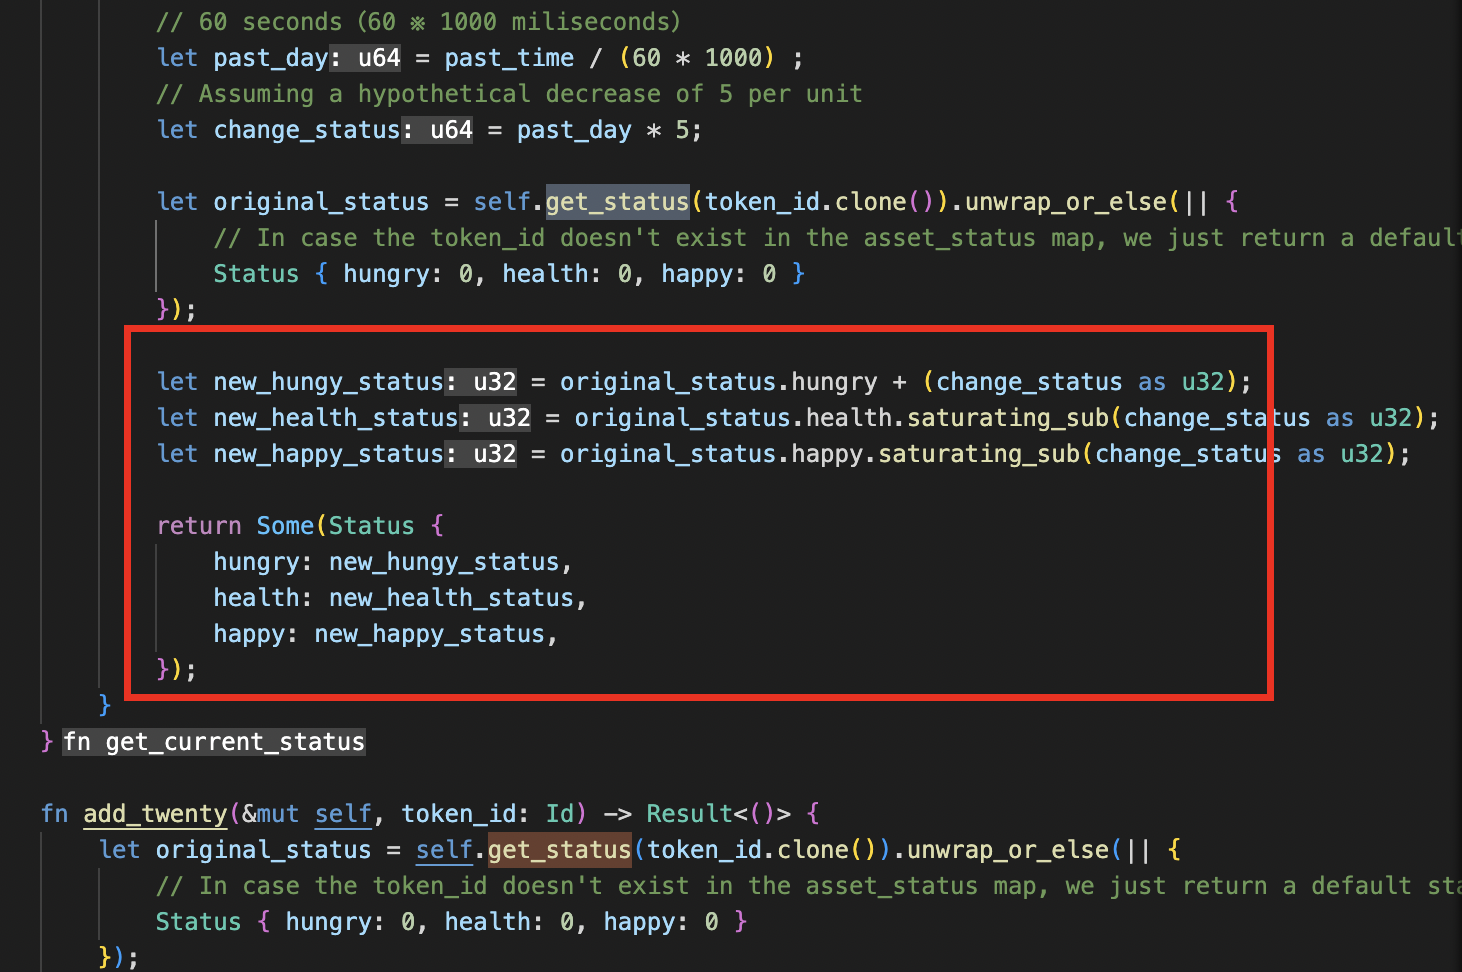 // 60 seconds (60 ※ 1000 miliseconds)
let past_day: u64 = past_time / (60 * 1000) ;
// Assuming a hypothetical decrease of 5 per unit
let change_status: u64 = past_day * 5;
let original_status = self.get_status(token_id.clone()).unwrap_or_else(|| {
// In case the token_id doesn't exist in the asset_status map, we just return a default
Status { hungry: 0, health: 0, happy: 0 }
});
let new_hungy_status: u32 = original_status.hungry + (change_status as u32);
let new_health_status: u32 = original_status.health.saturating_sub(change_status as u32);
let new_happy_status: u32 = original_status.happy.saturating_sub(change_status as u32);
return Some(Status {
hungry: new_hungy_status,
health: new_health_status,
happy: new_happy_status,
});
}
} fn get_current_status
fn add_twenty(&mut self, token_id: Id) -> Result<()> {
let original_status = self.get_status(token_id.clone()).unwrap_or_else(|| {
// In case the token_id doesn't exist in the asset_status map, we just return a default sta
Status { hungry: 0, health: 0, happy: 0 }
});